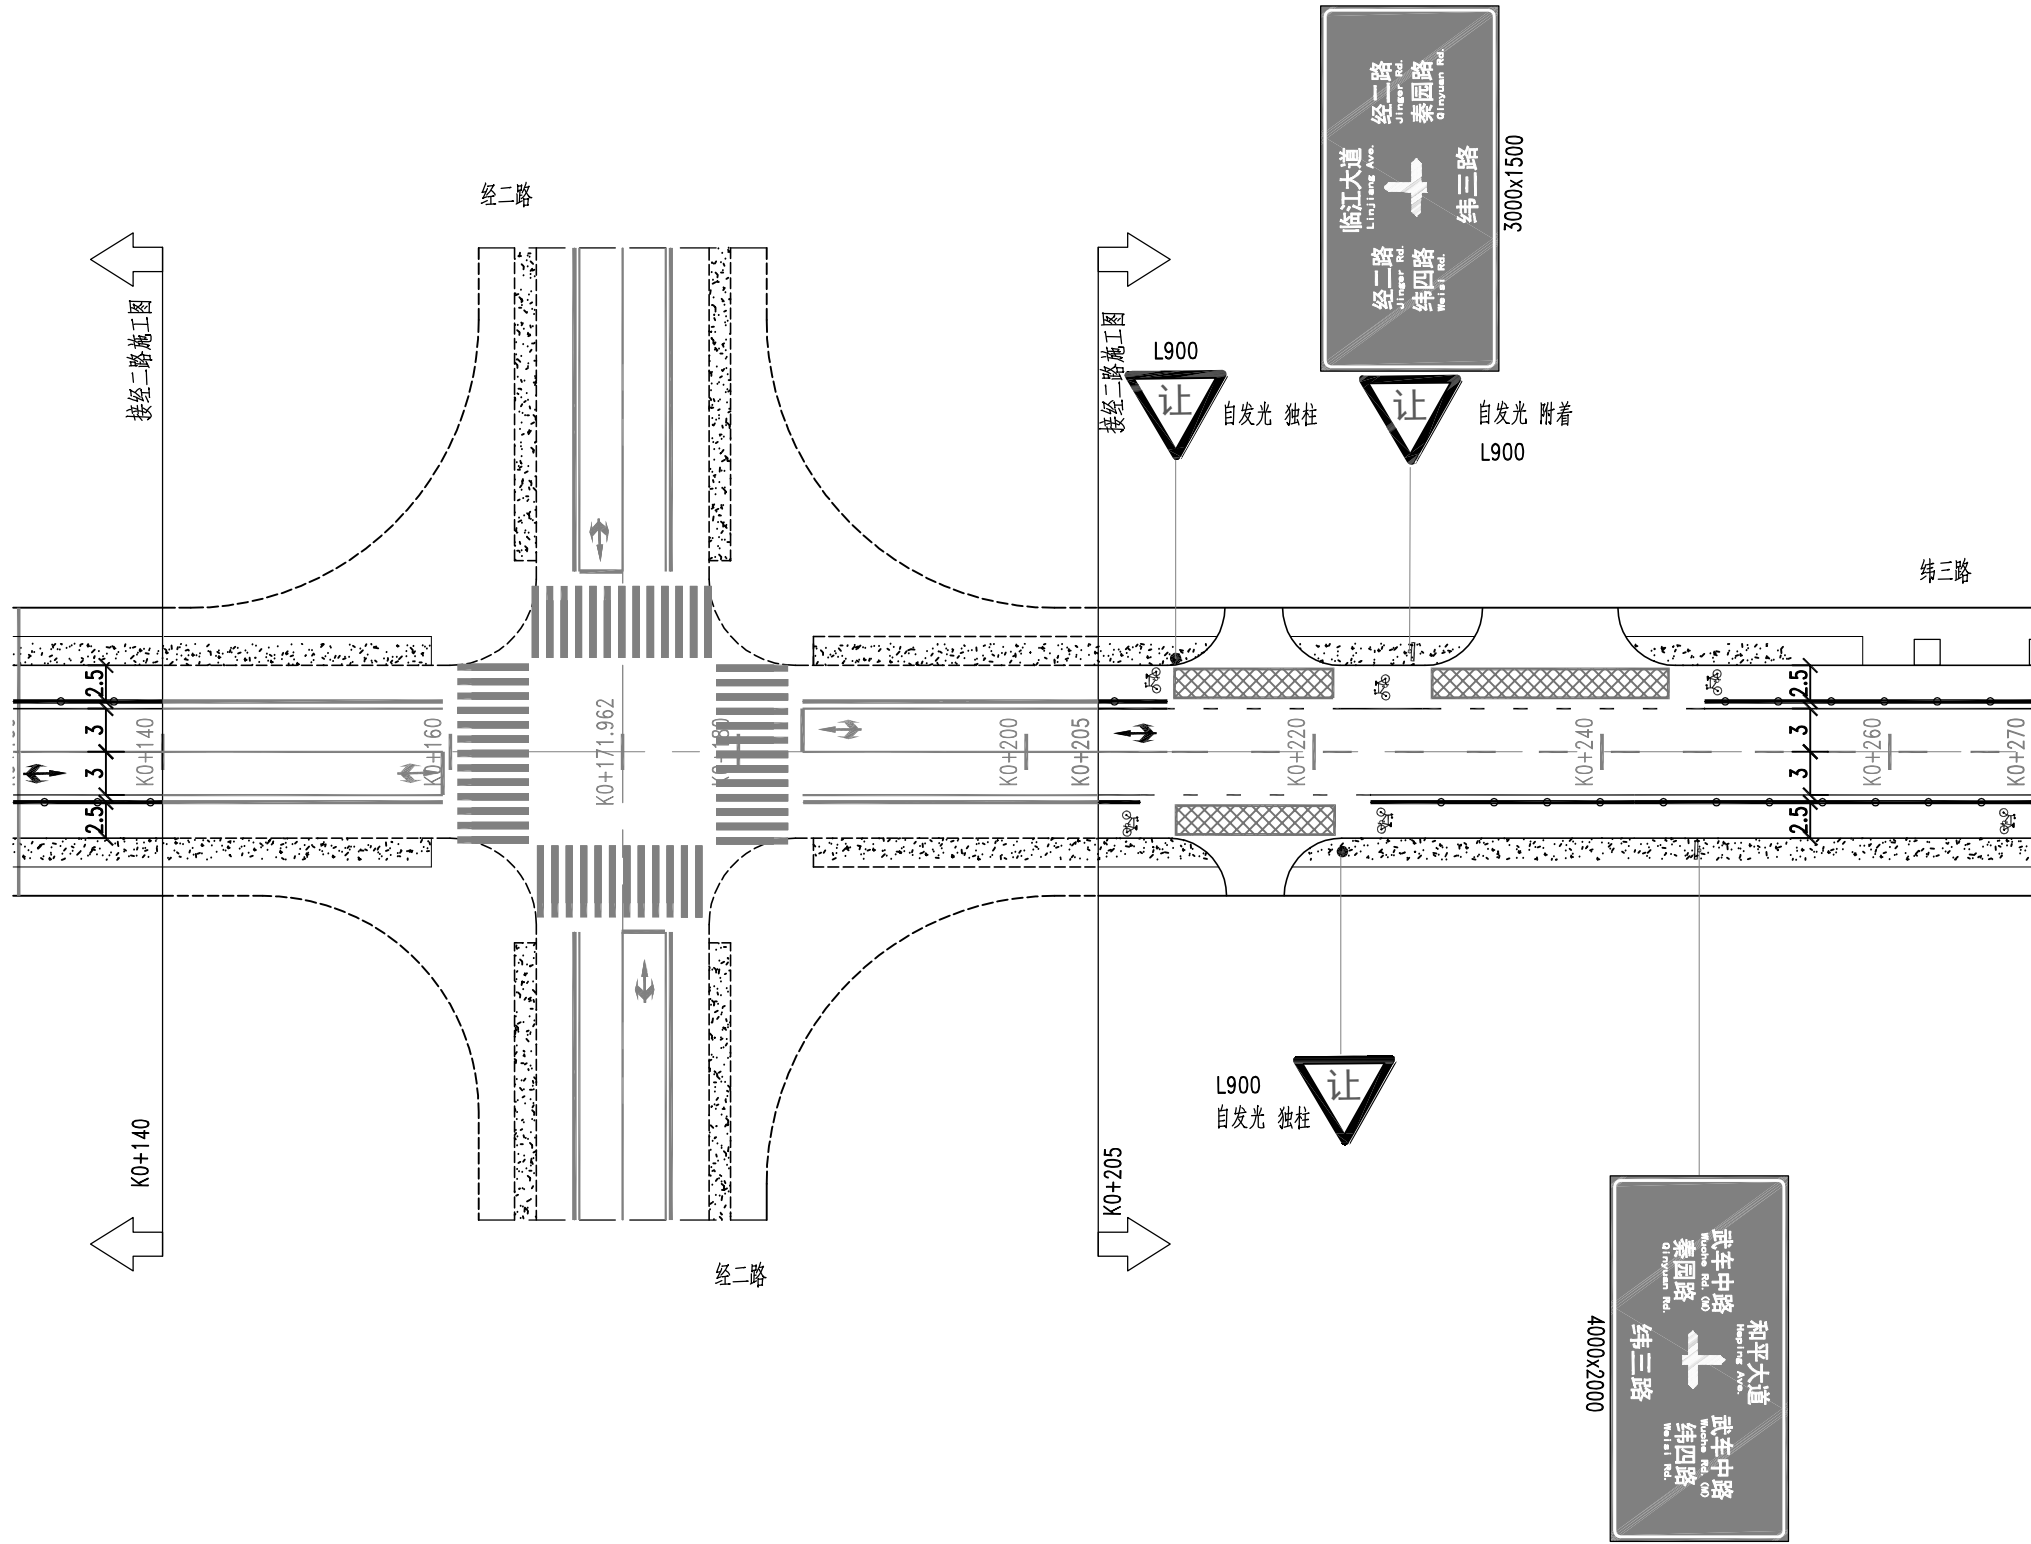 经二路
Jinger Rd.
秦园路
Qinyuan Rd.
临江大道
Linjiang Ave.
纬三路
经二路
Jinger Rd.
纬四路
Weisi Rd.
3000x1500
经二路
接经二路施工图
接经二路施工图
L900
让
自发光 独柱
让
自发光 附着
L900
纬三路
2.5
3
3
2.5
K0+140
K0+160
K0+171.962
K0+180
K0+200
K0+205
K0+220
K0+240
K0+260
K0+270
2.5
3
3
2.5
L900
自发光 独柱
让
K0+140
K0+205
经二路
武车中路
Wuche Rd.(M)
秦园路
Qinyuan Rd.
和平大道
Heping Ave.
纬三路
武车中路
Wuche Rd.(M)
纬四路
Weisi Rd.
4000x2000